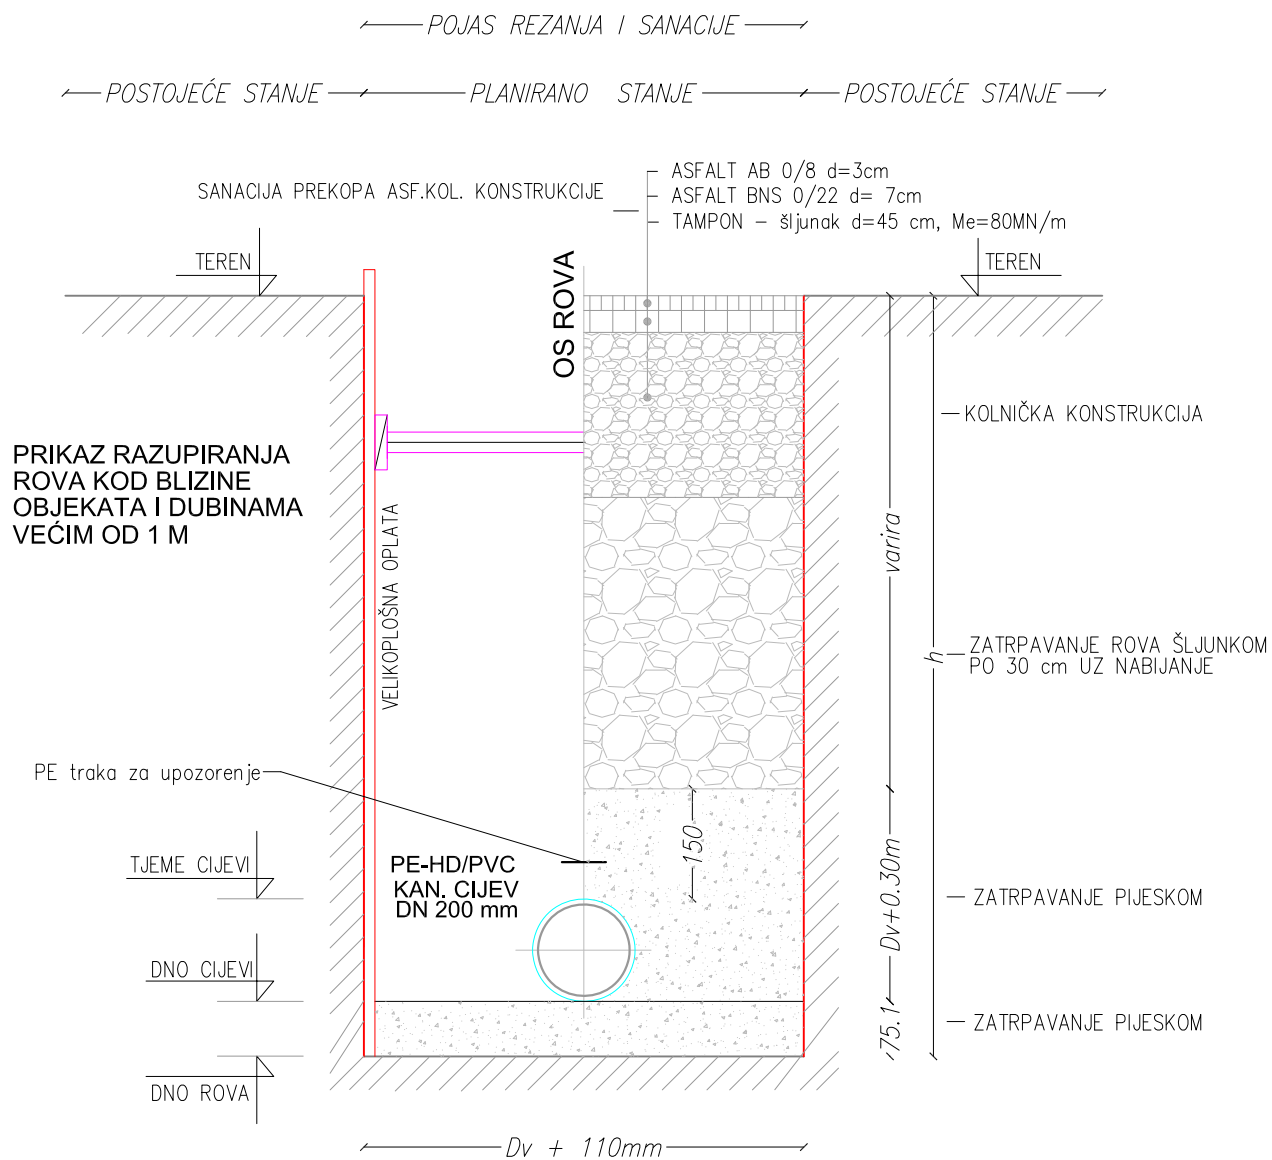 POJAS REZANJA I SANACIJE
POSTOJEĆE STANJE
PLANIRANO STANJE
POSTOJEĆE STANJE
SANACIJA PREKOPA ASF.KOL. KONSTRUKCIJE
ASFALT AB 0/8 d=3cm
ASFALT BNS 0/22 d= 7cm
TAMPON – šljunak d=45 cm, Me=80MN/m
TEREN
OS ROVA
TEREN
KOLNIČKA KONSTRUKCIJA
PRIKAZ RAZUPIRANJA
ROVA KOD BLIZINE
OBJEKATA I DUBINAMA
VEĆIM OD 1 M
VELIKOPLOŠNA OPLATA
varira
h
ZATRPAVANJE ROVA ŠLJUNKOM
PO 30 cm UZ NABIJANJE
PE traka za upozorenje
150
TJEME CIJEVI
PE-HD/PVC
KAN. CIJEV
DN 200 mm
Dv+0.30m
ZATRPAVANJE PIJESKOM
DNO CIJEVI
75.1
ZATRPAVANJE PIJESKOM
DNO ROVA
Dv + 110mm